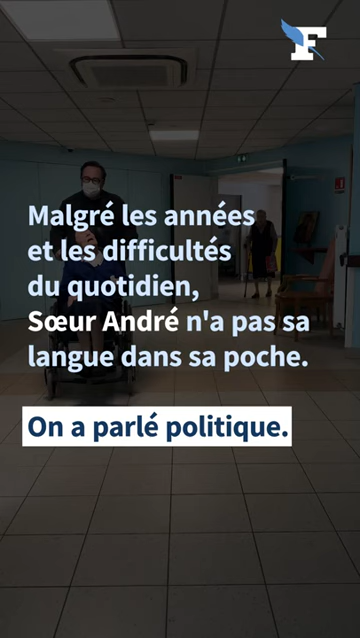 F
Malgré les années
et les difficultés
du quotidien,
Sœur André n'a pas sa
langue dans sa poche.
On a parlé politique.